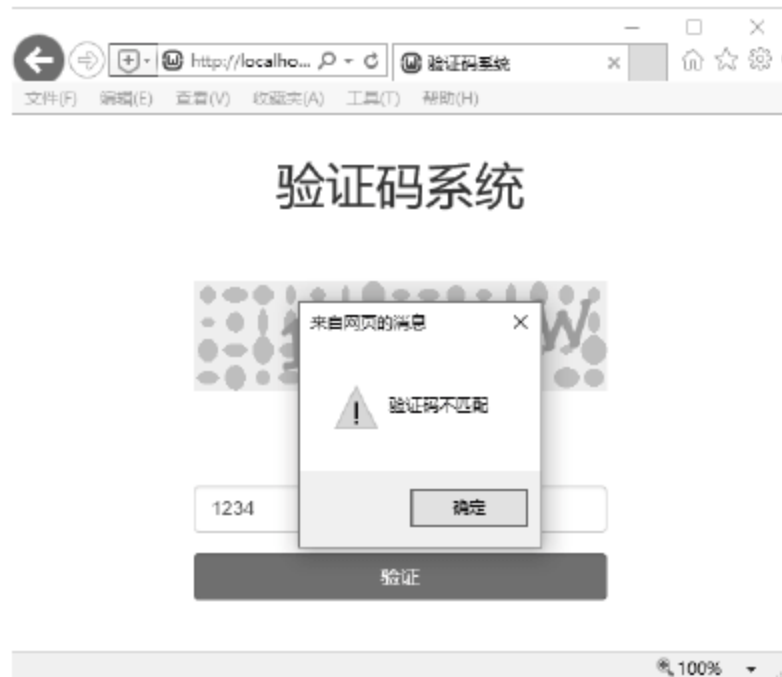 http://localho...
验证码系统
文件(F) 编辑(E) 查看(V) 收藏夹(A) 工具(T) 帮助(H)
验证码系统
W
来自网页的消息
验证码不匹配
确定
1234
验证
100%